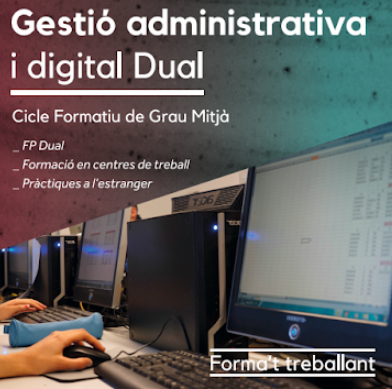 Gestió administrativa
i digital Dual
Cicle Formatiu de Grau Mitjà
_ FP Dual
_ Formació en centres de treball
_ Pràctiques a l'estranger
Forma't treballant